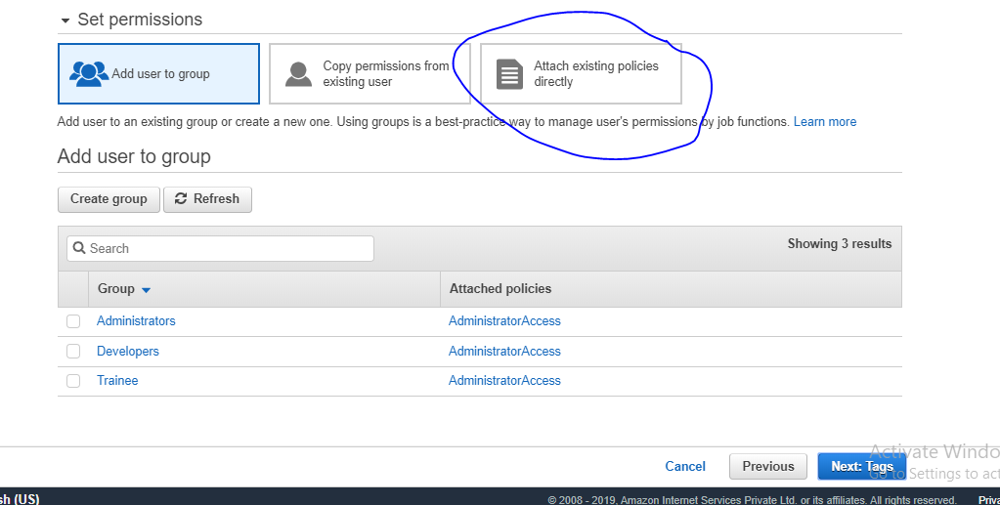 Set permissions
Add user to group
Copy permissions from
existing user
Attach existing policies
directly
Add user to an existing group or create a new one. Using groups is a best-practice way to manage user's permissions by job functions. Learn more
Add user to group
Create group
Refresh
Search
Showing 3 results
Group
Attached policies
Administrators
AdministratorAccess
Developers
AdministratorAccess
Trainee
AdministratorAccess
Cancel
Previous
Next: Tags
Activate Windo
Go to Settings to act
sh (US)
© 2008 - 2019, Amazon Internet Services Private Ltd. or its affiliates. All rights reserved.
Priva